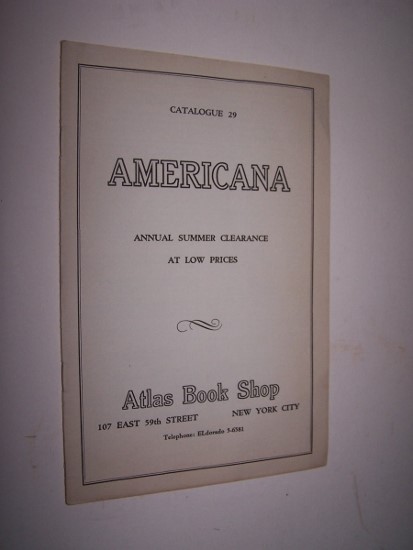 CATALOGUE 29
AMERICANA
ANNUAL SUMMER CLEARANCE
AT LOW PRICES
Atlas Book Shop
107 EAST 59th STREET NEW YORK CITY
Telephone: ELdorado 5-6581